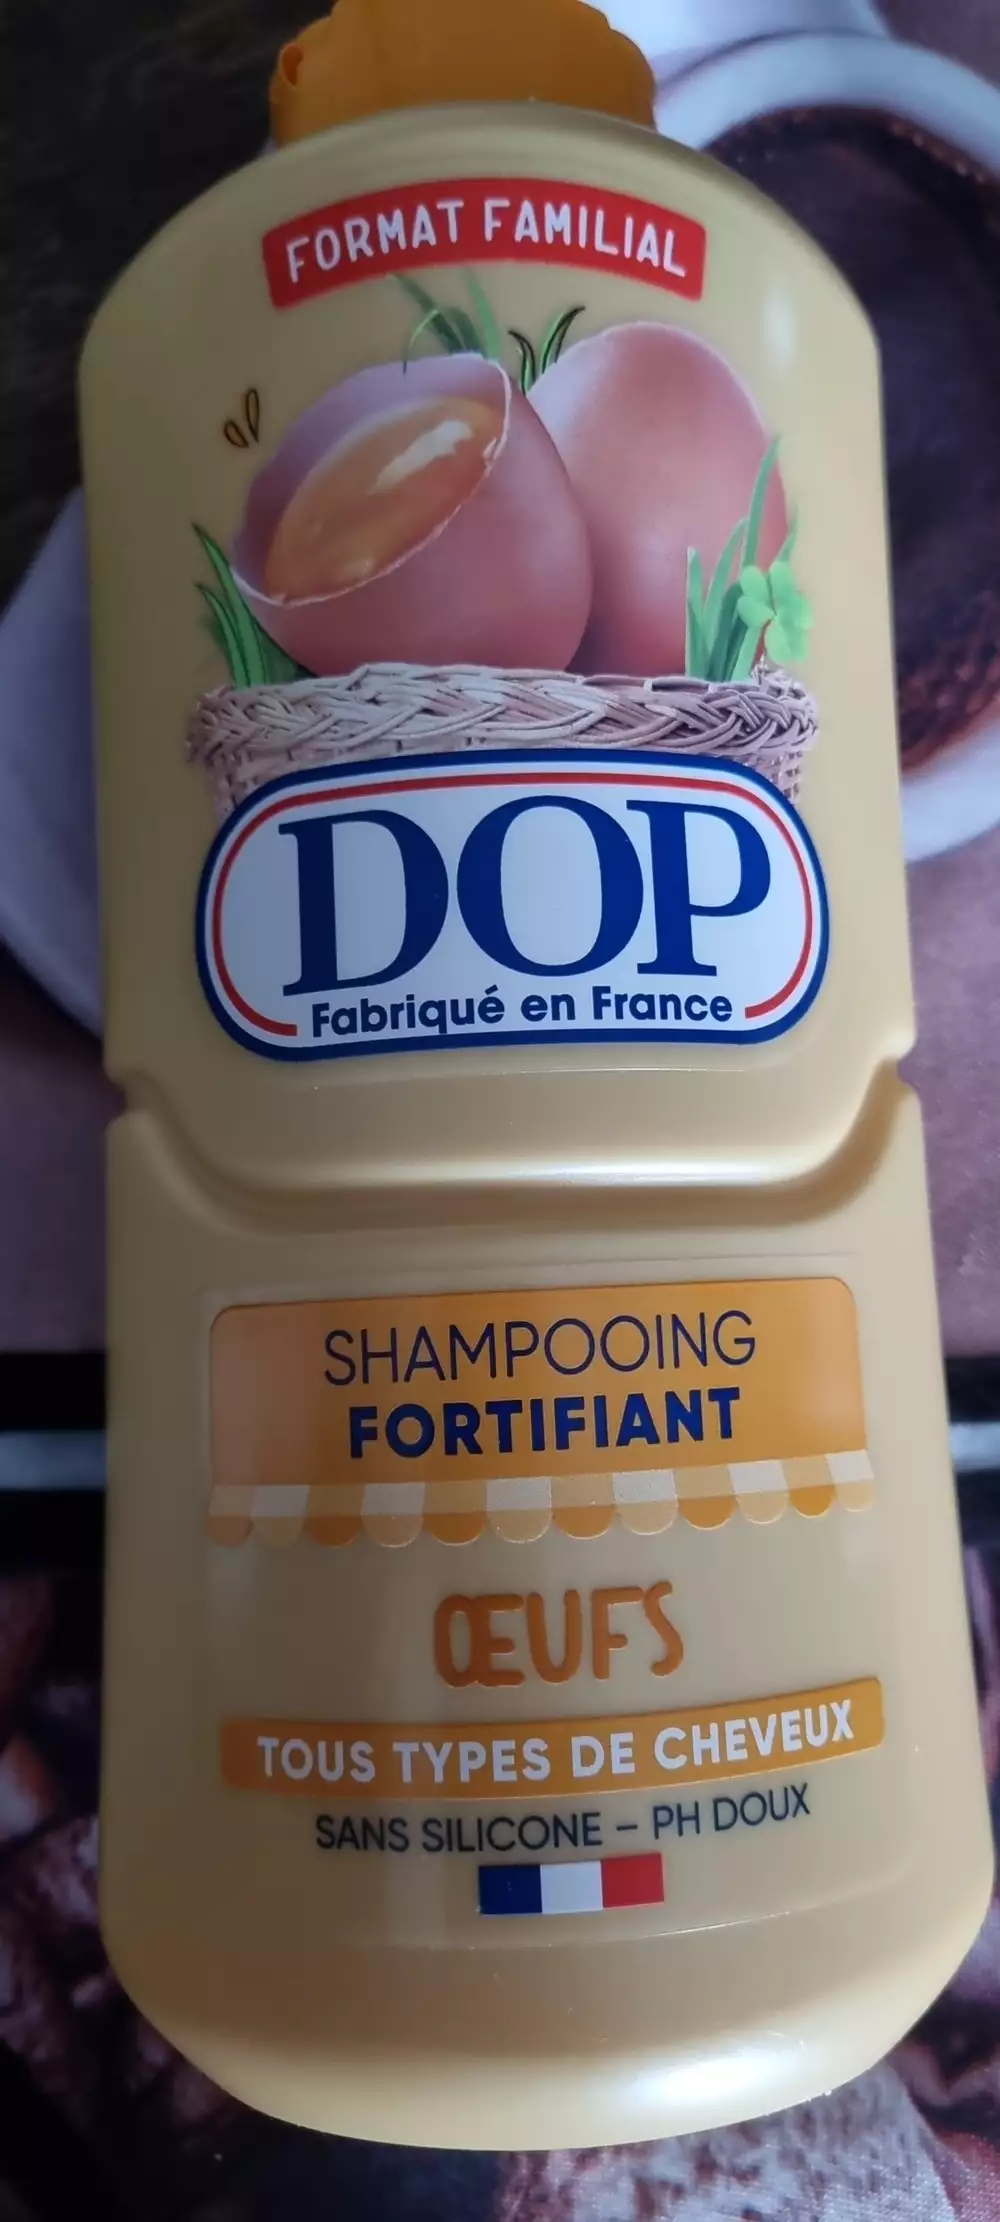 FORMAT FAMILIAL
DOP
Fabriqué en France
SHAMPOOING
FORTIFIANT
ŒUFS
TOUS TYPES DE CHEVEUX
SANS SILICONE – PH DOUX